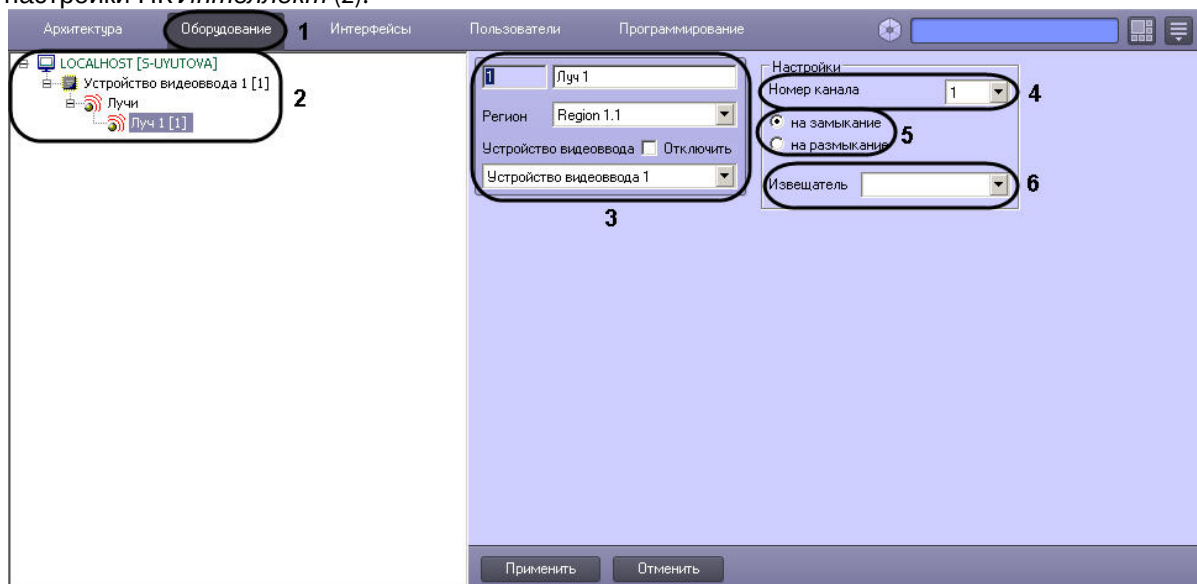 настройки ПК Интеллект (2).
Архитектура Оборудование 1 Интерфейсы Пользователи Программирование
LOCALHOST [S-UYUTOVA]
Устройство видеоввода 1 [1]
Лучи
Луч 1 [1]
2
1 Луч 1
Регион Region 1.1
Устройство видеоввода Отключить
Устройство видеоввода 1
3
Настройки
Номер канала 1 4
на замыкание
на размыкание
5
Извещатель 6
Применить Отменить